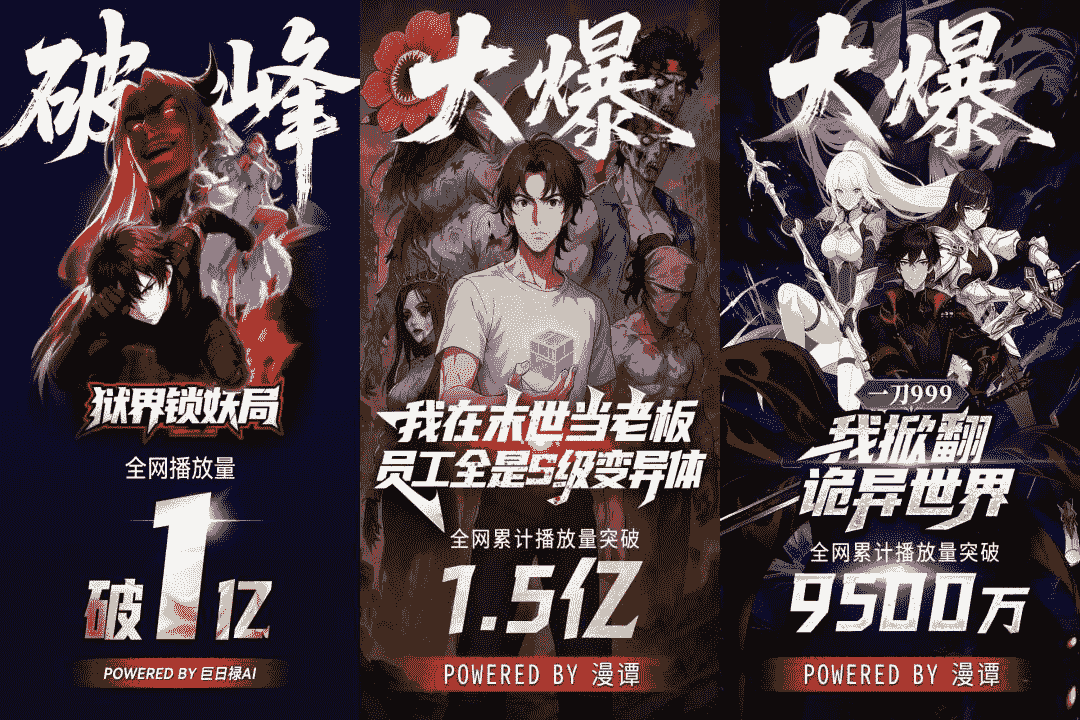 破峰
狱界锁妖局
全网播放量
破1亿
POWERED BY 巨日禄AI
大爆
我在末世当老板
员工全是S级变异体
全网累计播放量突破
1.5亿
POWERED BY 漫谭
大爆
一刀999
我掀翻
诡异世界
全网累计播放量突破
9500万
POWERED BY 漫谭